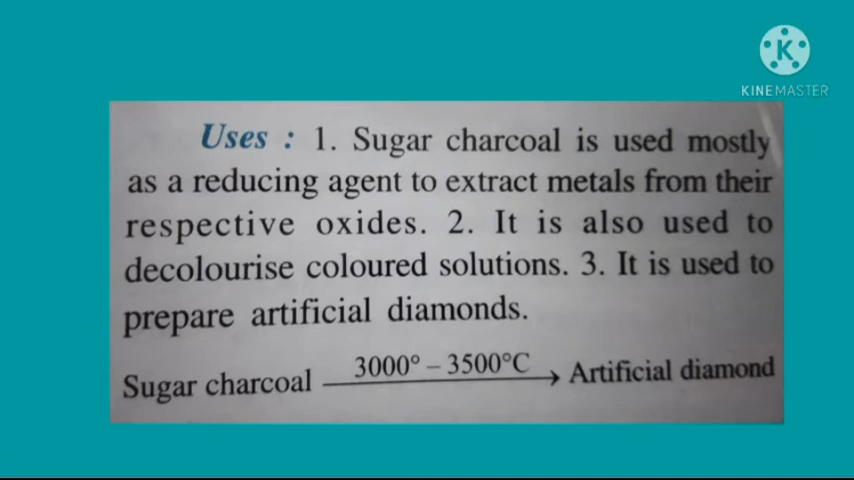 KINEMASTER
Uses : 1. Sugar charcoal is used mostly
as a reducing agent to extract metals from their
respective oxides. 2. It is also used to
decolourise coloured solutions. 3. It is used to
prepare artificial diamonds.
Sugar charcoal 3000° – 3500°C → Artificial diamond